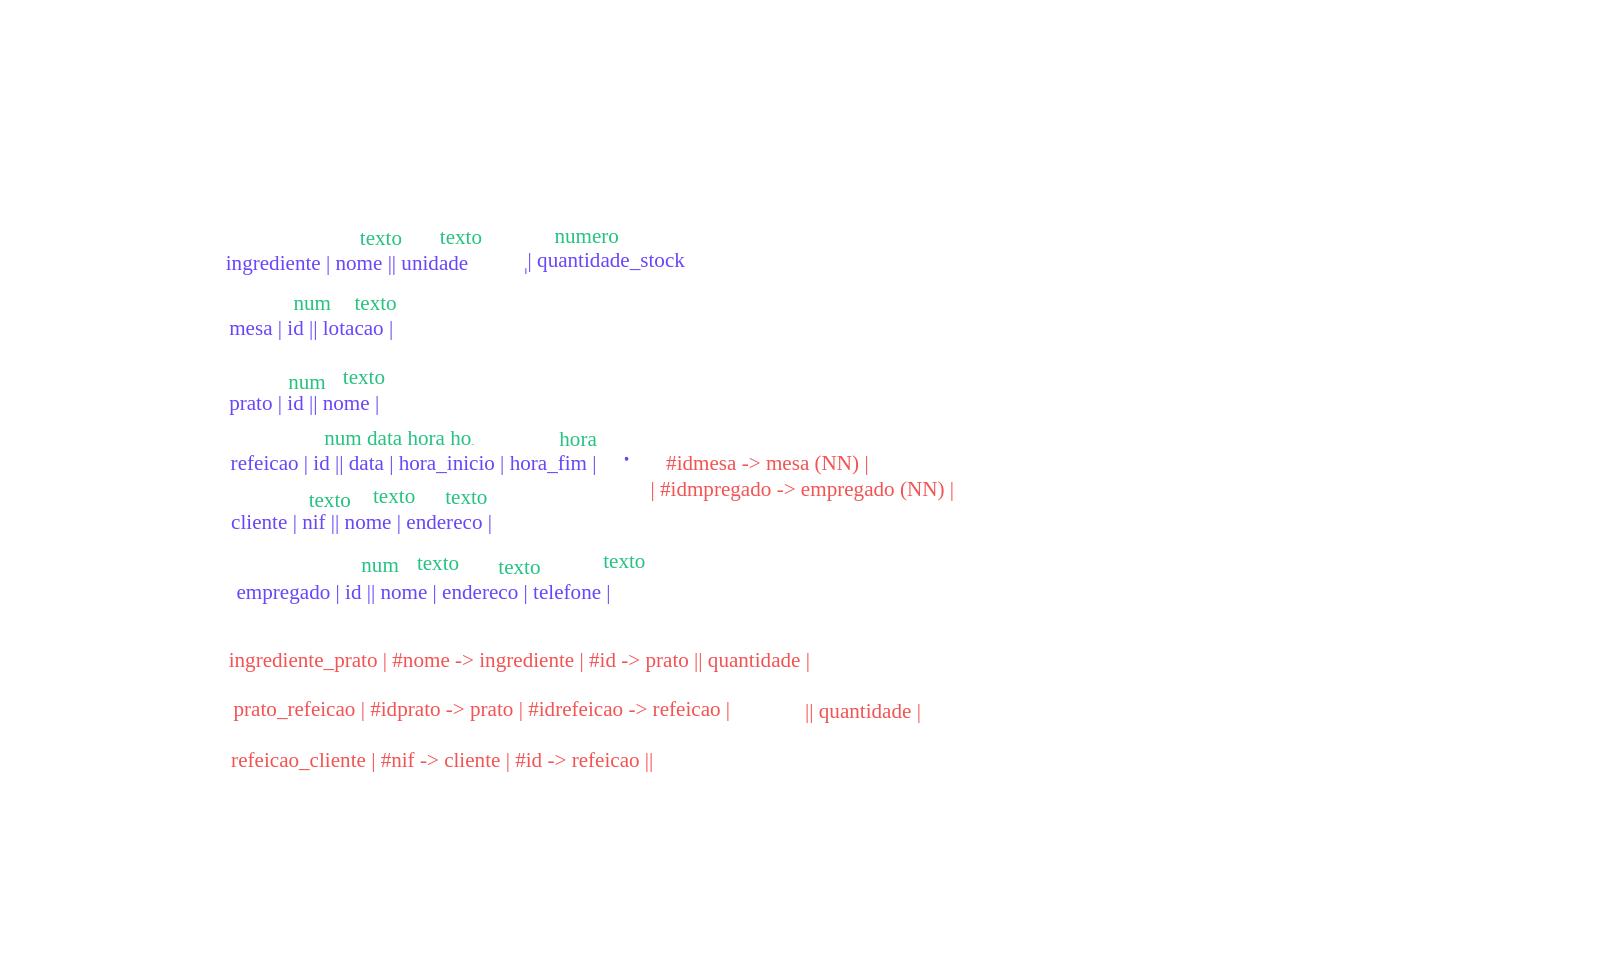 texto texto numero
ingrediente | nome || unidade | quantidade_stock
num texto
mesa | id || lotacao |
num texto
prato | id || nome |
num data hora ho. hora
refeicao | id || data | hora_inicio | hora_fim | #idmesa -> mesa (NN) |
| #idmpregado -> empregado (NN) |
texto texto texto
cliente | nif || nome | endereco |
num texto texto texto
empregado | id || nome | endereco | telefone |
ingrediente_prato | #nome -> ingrediente | #id -> prato || quantidade |
prato_refeicao | #idprato -> prato | #idrefeicao -> refeicao | || quantidade |
refeicao_cliente | #nif -> cliente | #id -> refeicao ||